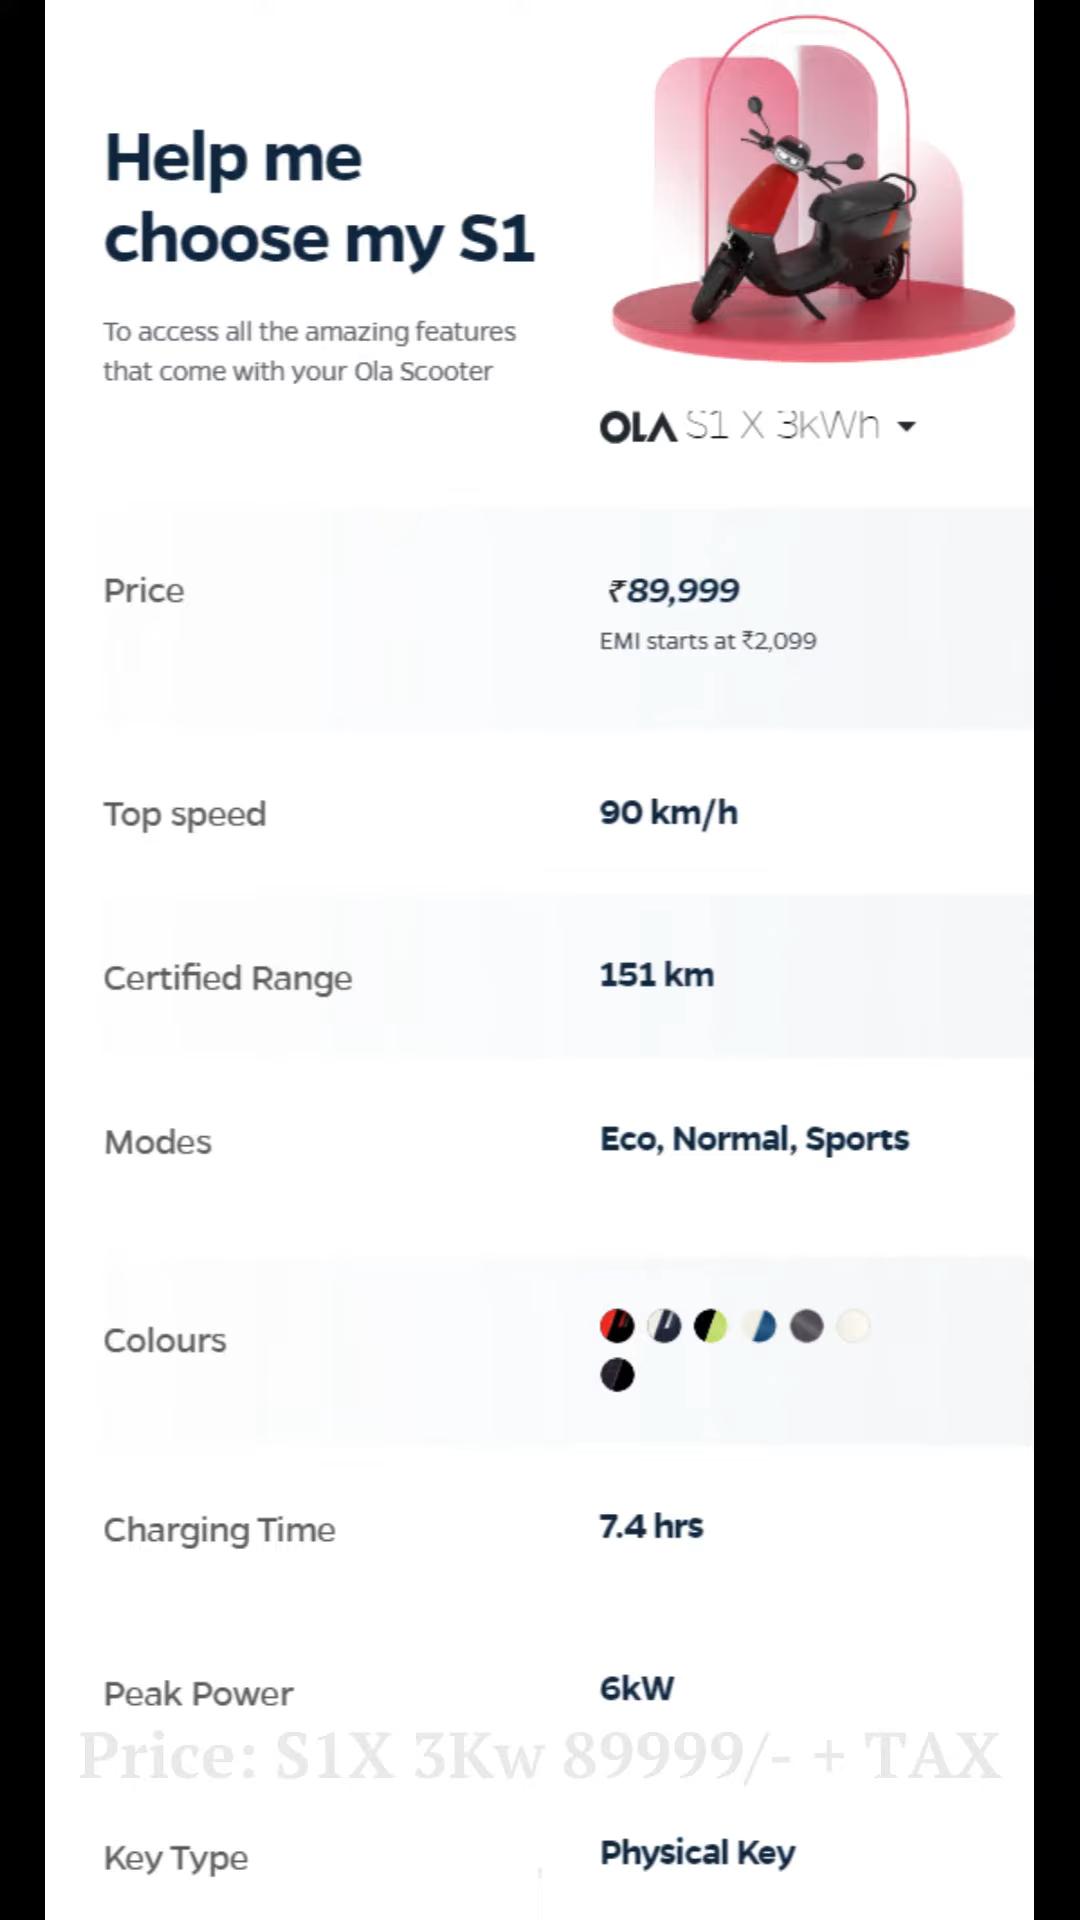 Help me
choose my S1
To access all the amazing features
that come with your Ola Scooter
OLA S1 X 3kWh
Price
₹89,999
EMI starts at ₹2,099
Top speed
90 km/h
Certified Range
151 km
Modes
Eco, Normal, Sports
Colours
Charging Time
7.4 hrs
Peak Power
6kW
Price: S1X 3Kw 89999/- + TAX
Key Type
Physical Key